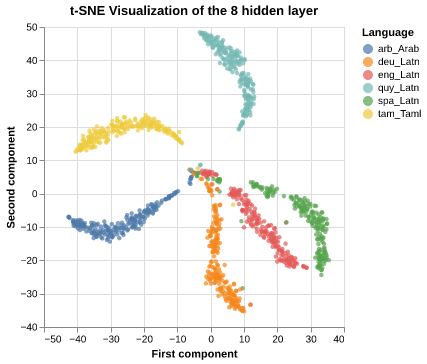 t-SNE Visualization of the 8 hidden layer
Language
arb_Arab
deu_Latn
eng_Latn
quy_Latn
spa_Latn
tam_Taml
Second component
50
40
30
20
10
0
−10
−20
−30
−40
−50 −40 −30 −20 −10 0 10 20 30 40
First component